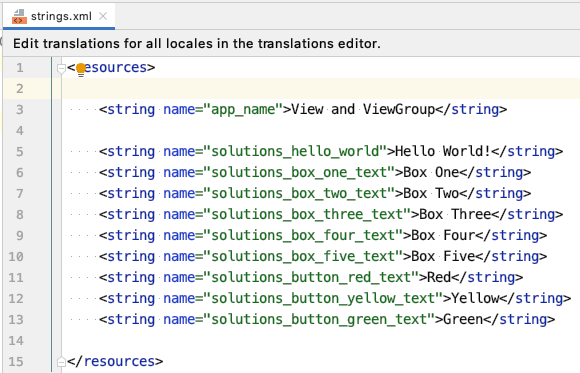 strings.xml
Edit translations for all locales in the translations editor.
1 <resources>
2
3 <string name="app_name">View and ViewGroup</string>
4
5 <string name="solutions_hello_world">Hello World!</string>
6 <string name="solutions_box_one_text">Box One</string>
7 <string name="solutions_box_two_text">Box Two</string>
8 <string name="solutions_box_three_text">Box Three</string>
9 <string name="solutions_box_four_text">Box Four</string>
10 <string name="solutions_box_five_text">Box Five</string>
11 <string name="solutions_button_red_text">Red</string>
12 <string name="solutions_button_yellow_text">Yellow</string>
13 <string name="solutions_button_green_text">Green</string>
14
15 </resources>